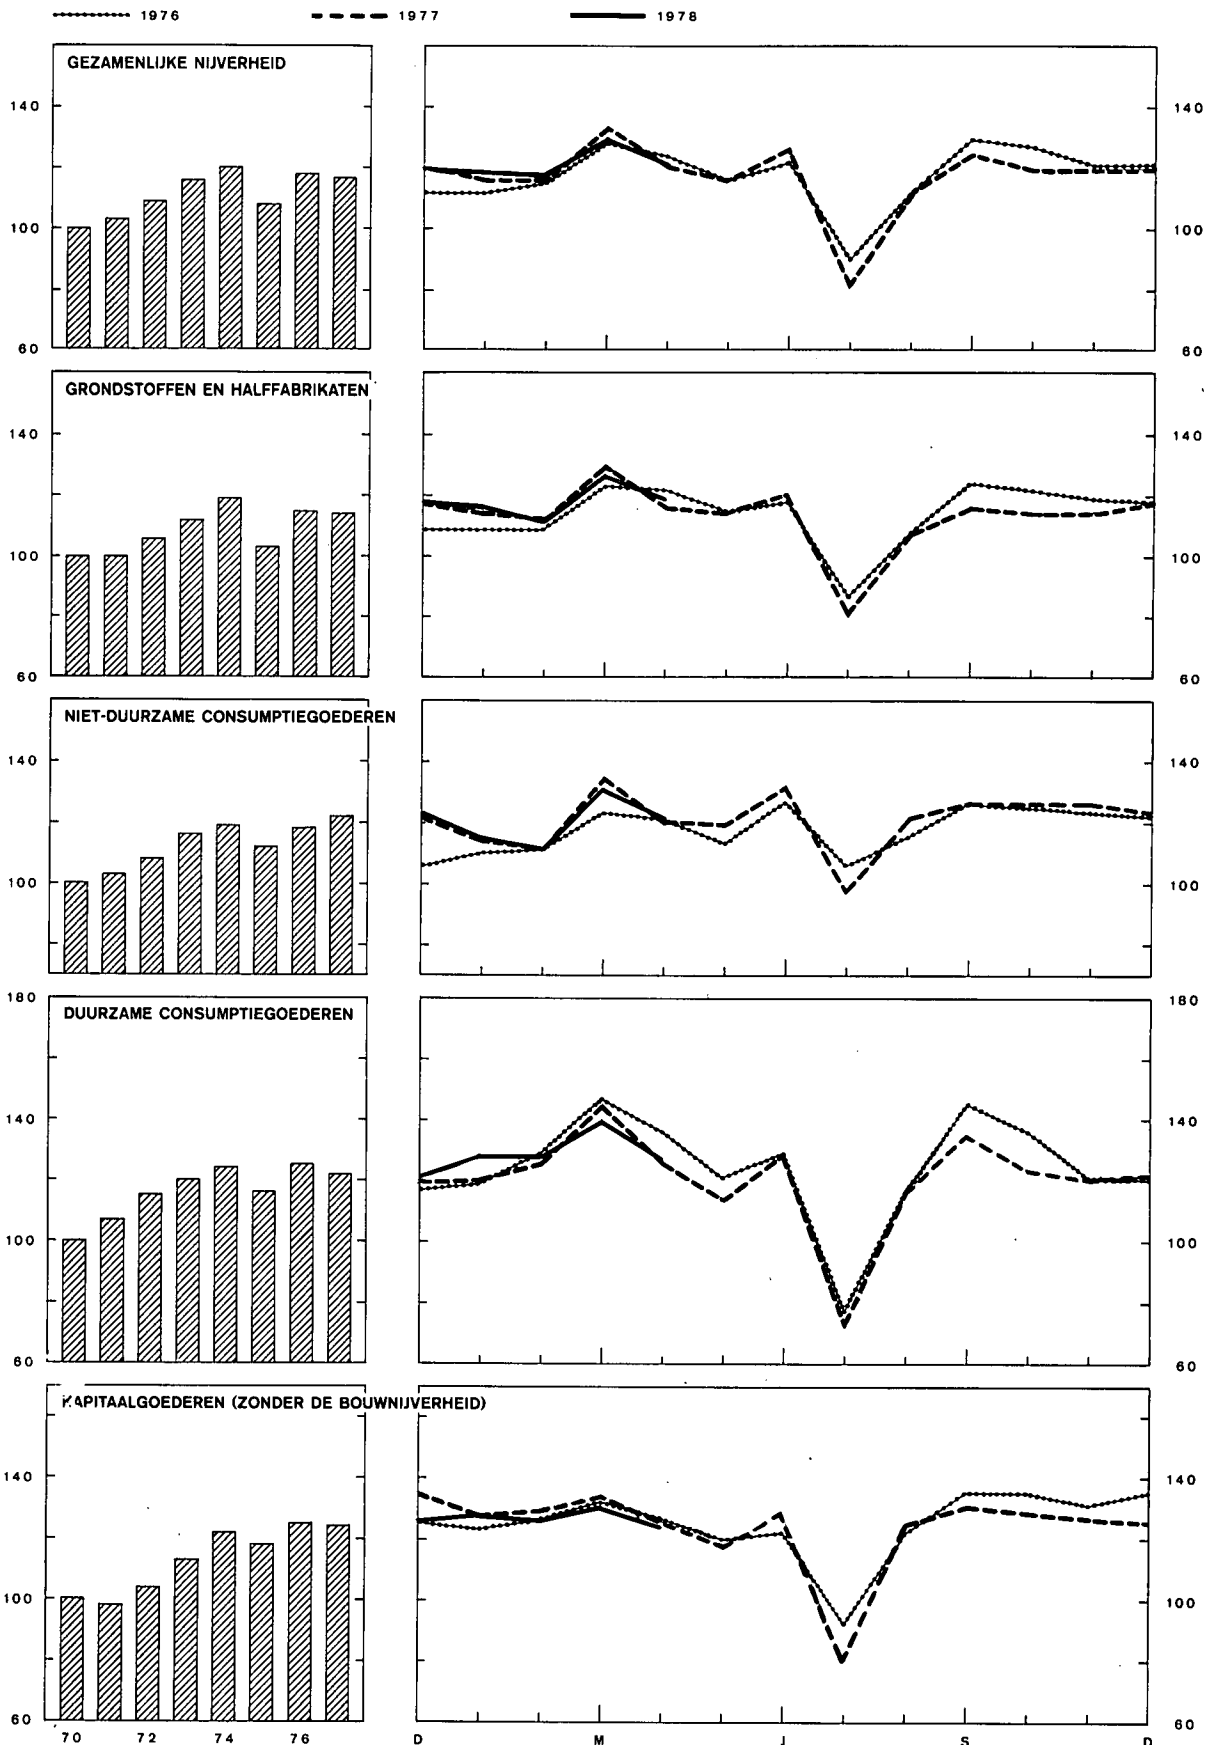 1976 1977 1978
GEZAMENLIJKE NIJVERHEID
140 140
100 100
60 60
GRONDSTOFFEN EN HALFFABRIKATEN
140 140
100 100
60 60
NIET-DUURZAME CONSUMPTIEGOEDEREN
140 140
100 100
180 180
DUURZAME CONSUMPTIEGOEDEREN
140 140
100 100
60 60
KAPITAALGOEDEREN (ZONDER DE BOUWNIJVERHEID)
140 140
100 100
60 60
70 72 74 76 D M J S D